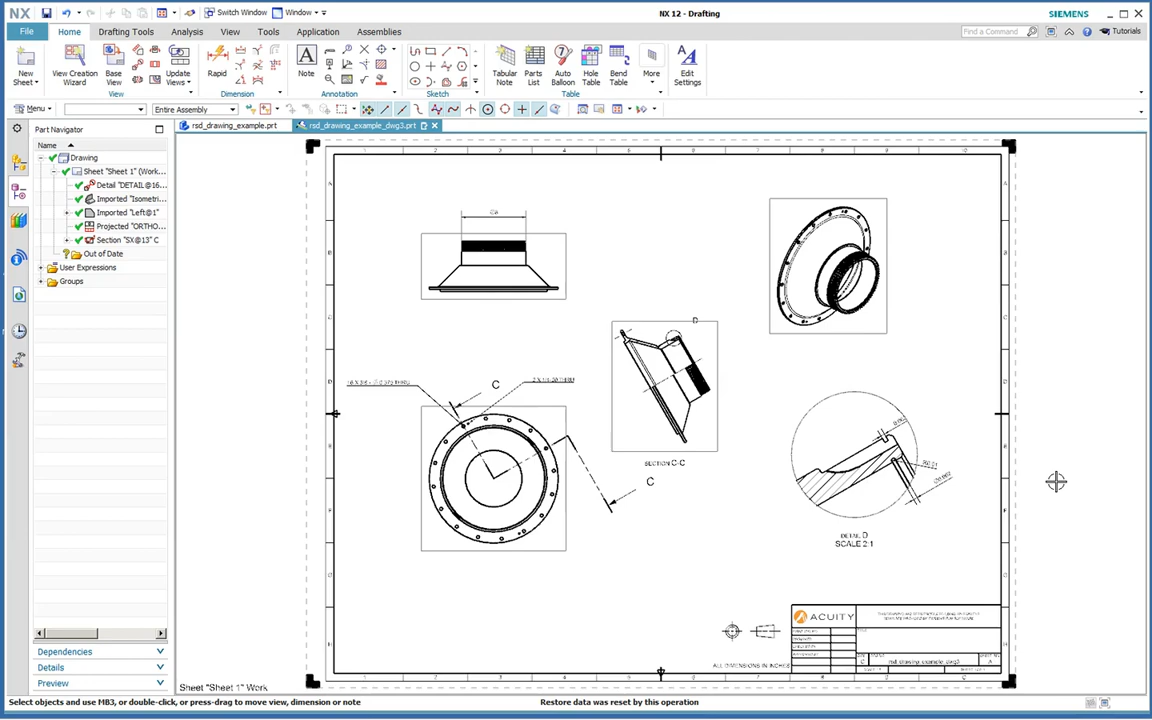 NX
Switch Window
Window
NX 12 - Drafting
SIEMENS
File
Home
Drafting Tools
Analysis
View
Tools
Application
Assemblies
Find a Command
Tutorials
New Sheet
View Creation Wizard
Base View
Update Views
Rapid
Note
Tabular Note
Parts List
Auto Balloon
Hole Table
Bend Table
More
Edit Settings
View
Dimension
Annotation
Sketch
Table
Menu
Entire Assembly
Part Navigator
rsd_drawing_example.prt
rsd_drawing_example_dwg3.prt
Name
Drawing
Sheet "Sheet 1" (Work...
Detail "DETAIL@16...
Imported "Isometri...
Imported "Left@1"
Projected "ORTHO...
Section "SX@13" C
Out of Date
User Expressions
Groups
D
C
C
SECTION C-C
DETAIL D
SCALE 2:1
ACUITY
rsd_drawing_example_dwg3
A
ALL DIMENSIONS IN INCHES
Dependencies
Details
Preview
Sheet "Sheet 1" Work
Select objects and use MB3, or double-click, or press-drag to move view, dimension or note
Restore data was reset by this operation